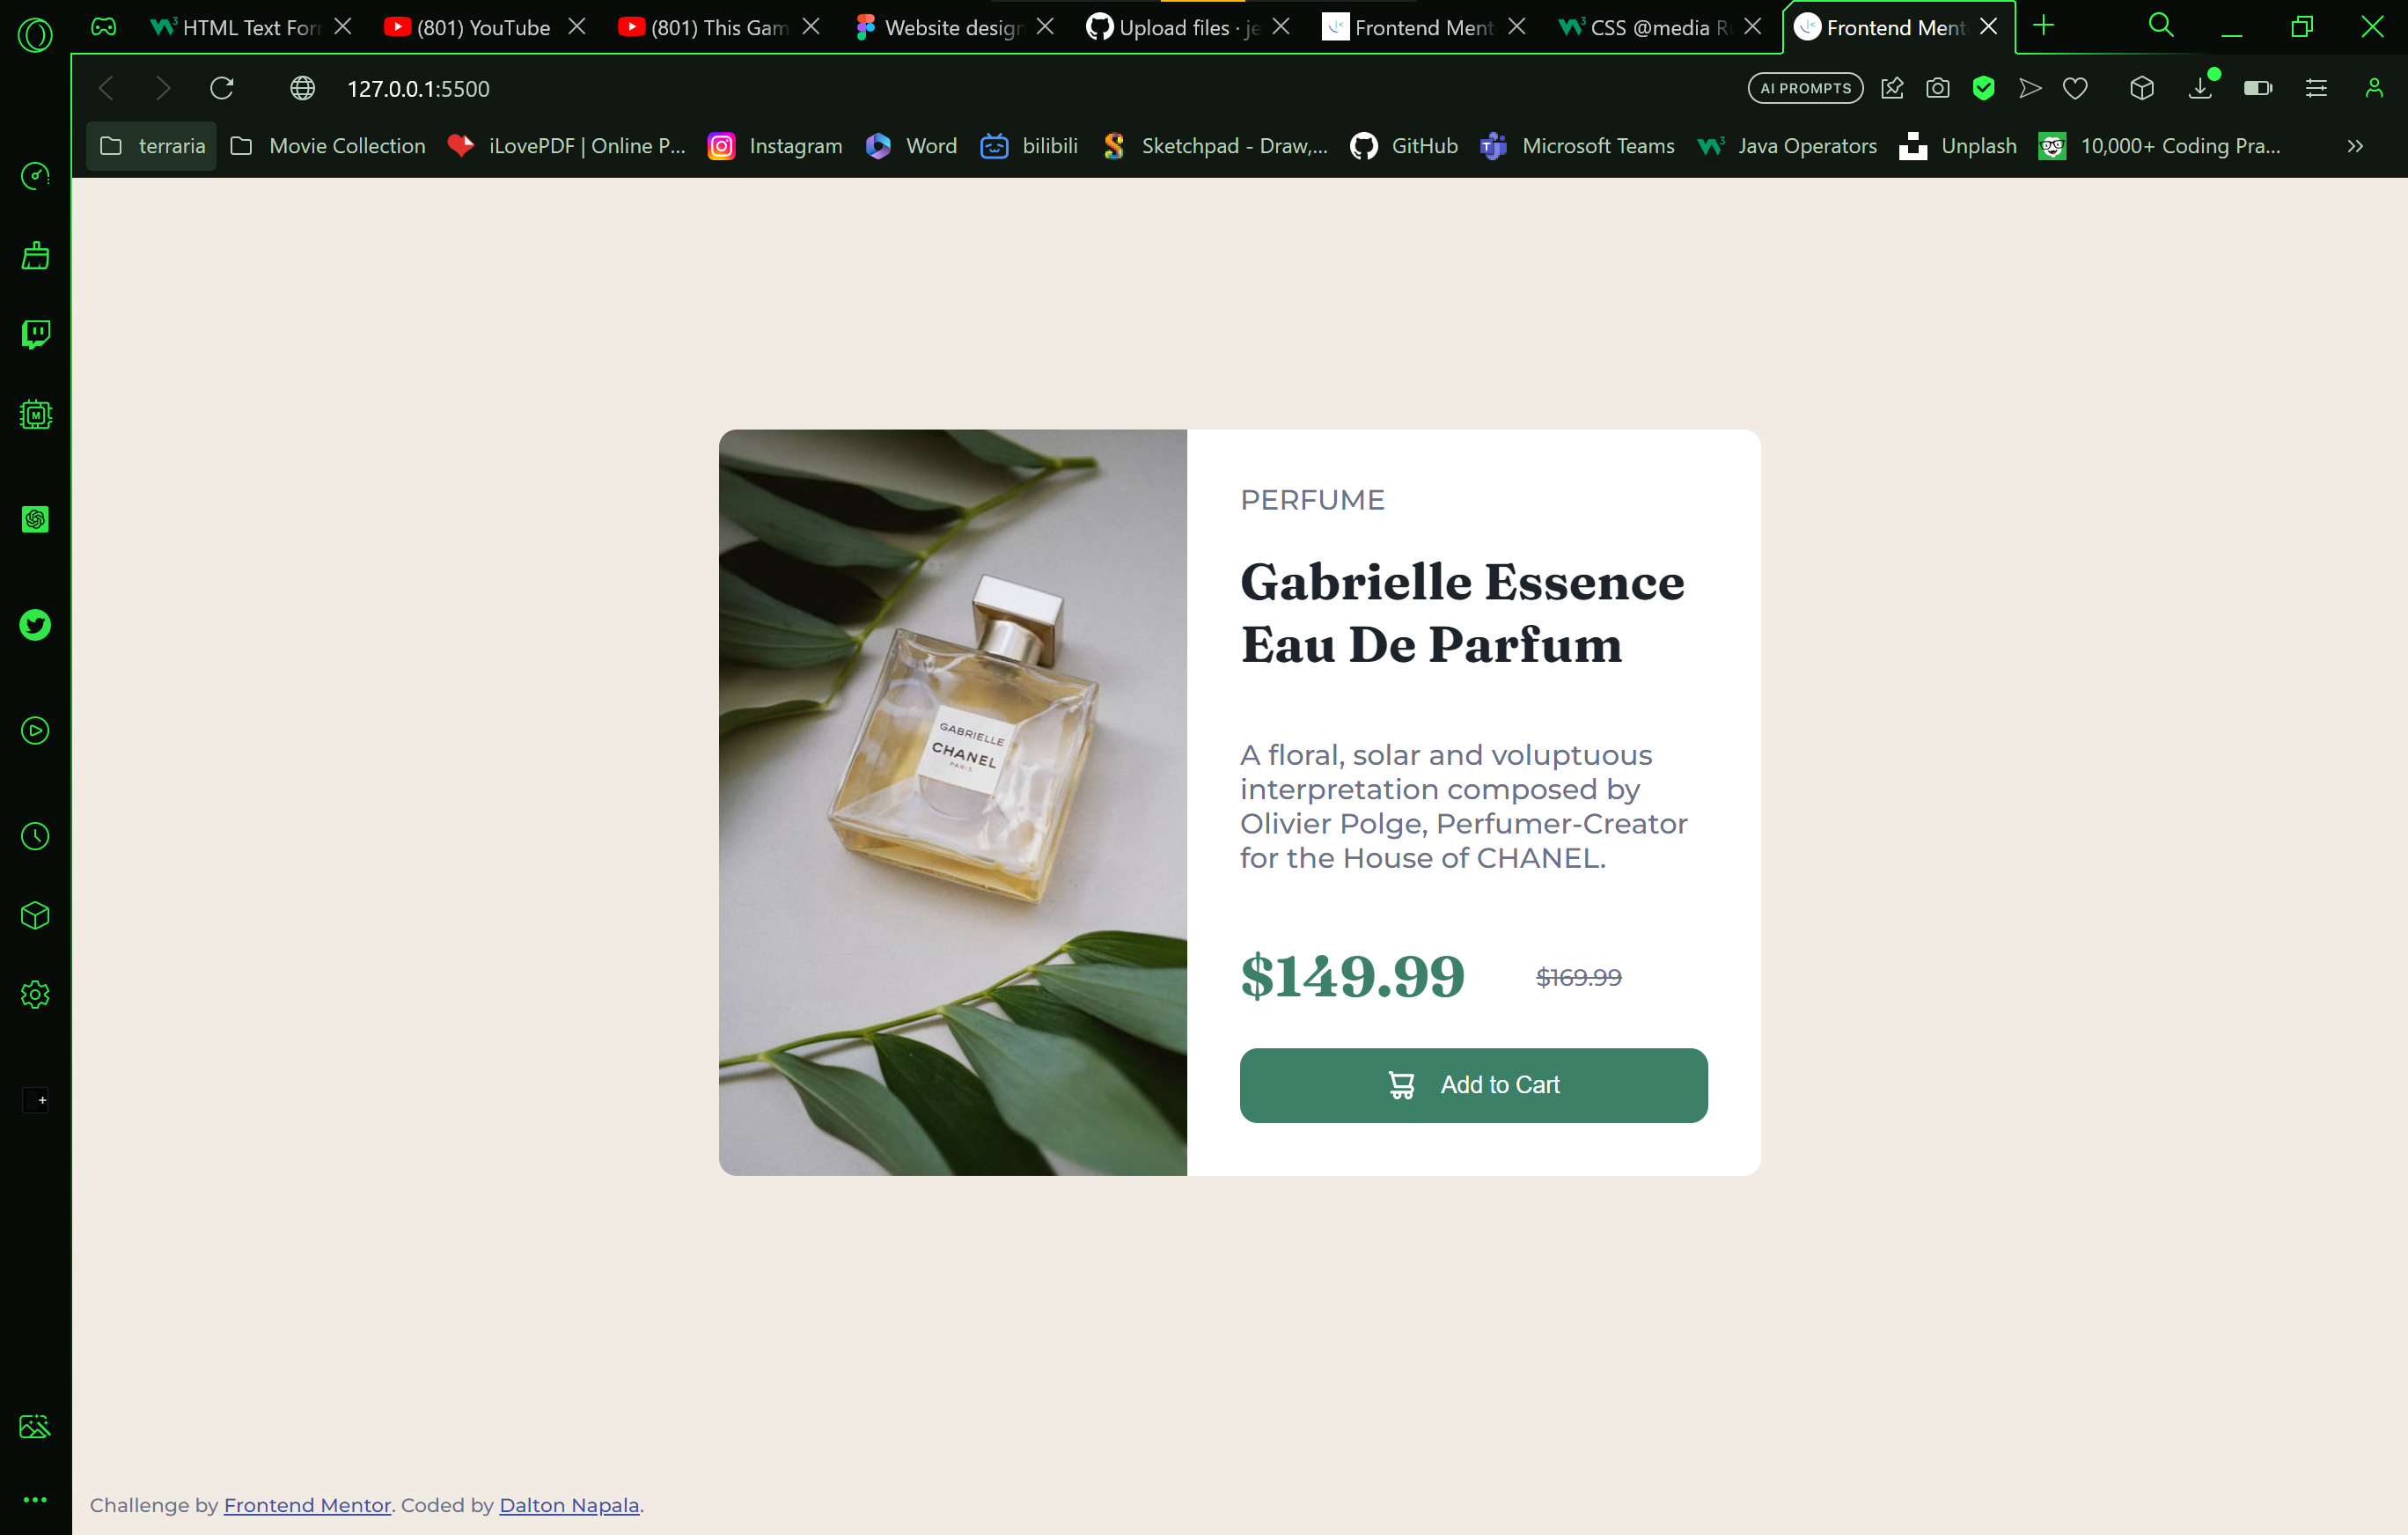 HTML Text For
(801) YouTube
(801) This Gam
Website design
Upload files · je
Frontend Ment
CSS @media Ru
Frontend Ment
127.0.0.1:5500
AI PROMPTS
terraria
Movie Collection
iLovePDF | Online P...
Instagram
Word
bilibili
Sketchpad - Draw,...
GitHub
Microsoft Teams
Java Operators
Unplash
10,000+ Coding Pra...
GABRIELLE
CHANEL
PARIS
PERFUME
Gabrielle Essence
Eau De Parfum
A floral, solar and voluptuous
interpretation composed by
Olivier Polge, Perfumer-Creator
for the House of CHANEL.
$149.99 $169.99
Add to Cart
Challenge by Frontend Mentor. Coded by Dalton Napala.